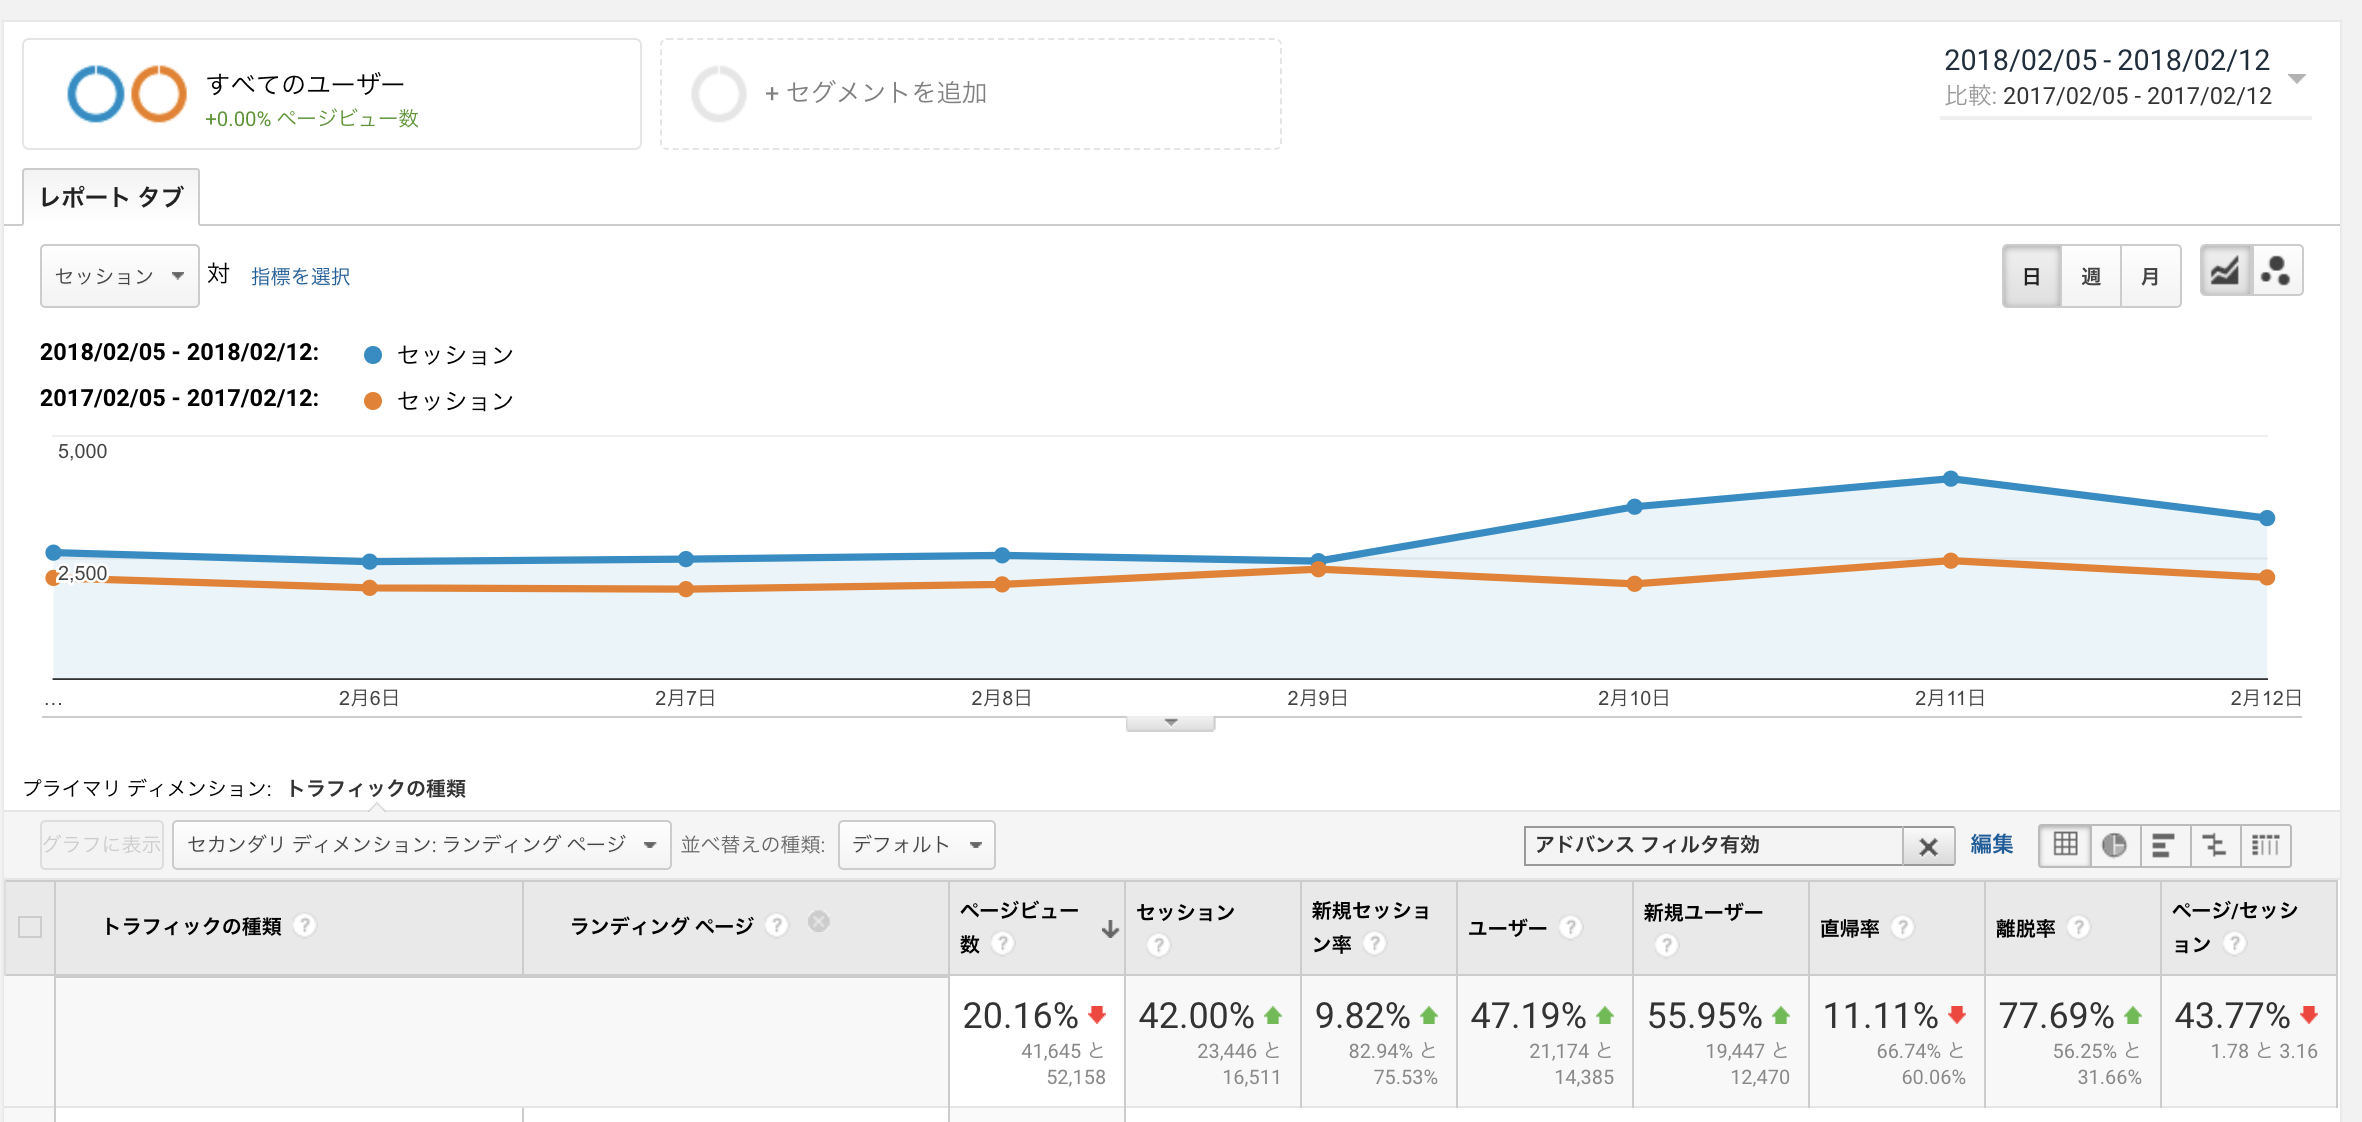 すべてのユーザー
+0.00% ページビュー数
+ セグメントを追加
2018/02/05 - 2018/02/12
比較: 2017/02/05 - 2017/02/12
レポート タブ
セッション 対 指標を選択
日 週 月
2018/02/05 - 2018/02/12: セッション
2017/02/05 - 2017/02/12: セッション
5,000
2,500
... 2月6日 2月7日 2月8日 2月9日 2月10日 2月11日 2月12日
プライマリ ディメンション: トラフィックの種類
グラフに表示 セカンダリ ディメンション: ランディング ページ 並べ替えの種類: デフォルト アドバンス フィルタ有効 編集
トラフィックの種類 ?
ランディング ページ ?
ページビュー
数 ?
セッション
?
新規セッショ
ン率 ?
ユーザー ?
新規ユーザー
?
直帰率 ?
離脱率 ?
ページ/セッシ
ョン ?
20.16%
41,645 と
52,158
42.00%
23,446 と
16,511
9.82%
82.94% と
75.53%
47.19%
21,174 と
14,385
55.95%
19,447 と
12,470
11.11%
66.74% と
60.06%
77.69%
56.25% と
31.66%
43.77%
1.78 と 3.16